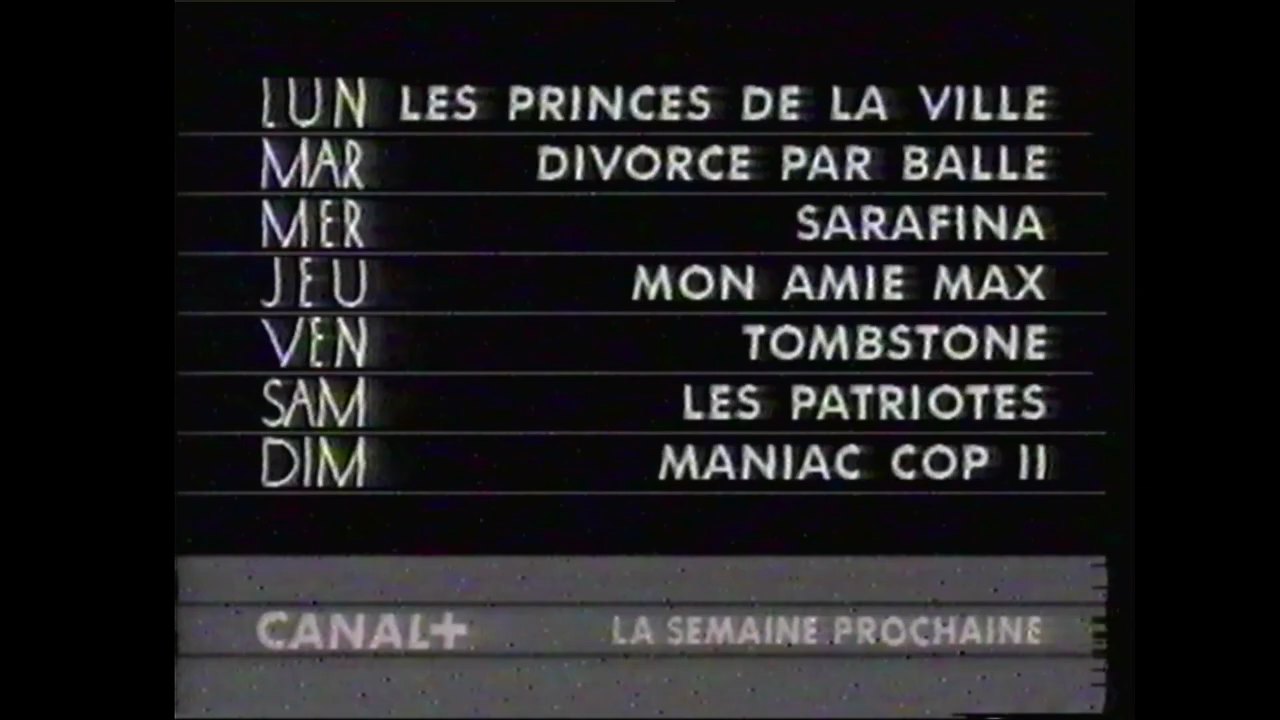 LUN LES PRINCES DE LA VILLE
MAR DIVORCE PAR BALLE
MER SARAFINA
JEU MON AMIE MAX
VEN TOMBSTONE
SAM LES PATRIOTES
DIM MANIAC COP II
CANAL+ LA SEMAINE PROCHAINE